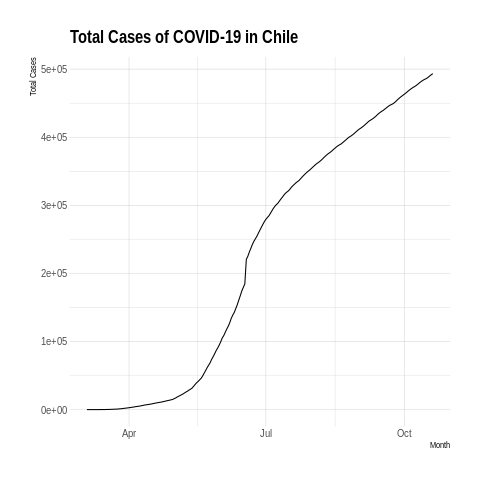 Total Cases of COVID-19 in Chile
Total Cases
5e+05
4e+05
3e+05
2e+05
1e+05
0e+00
Apr
Jul
Oct
Month